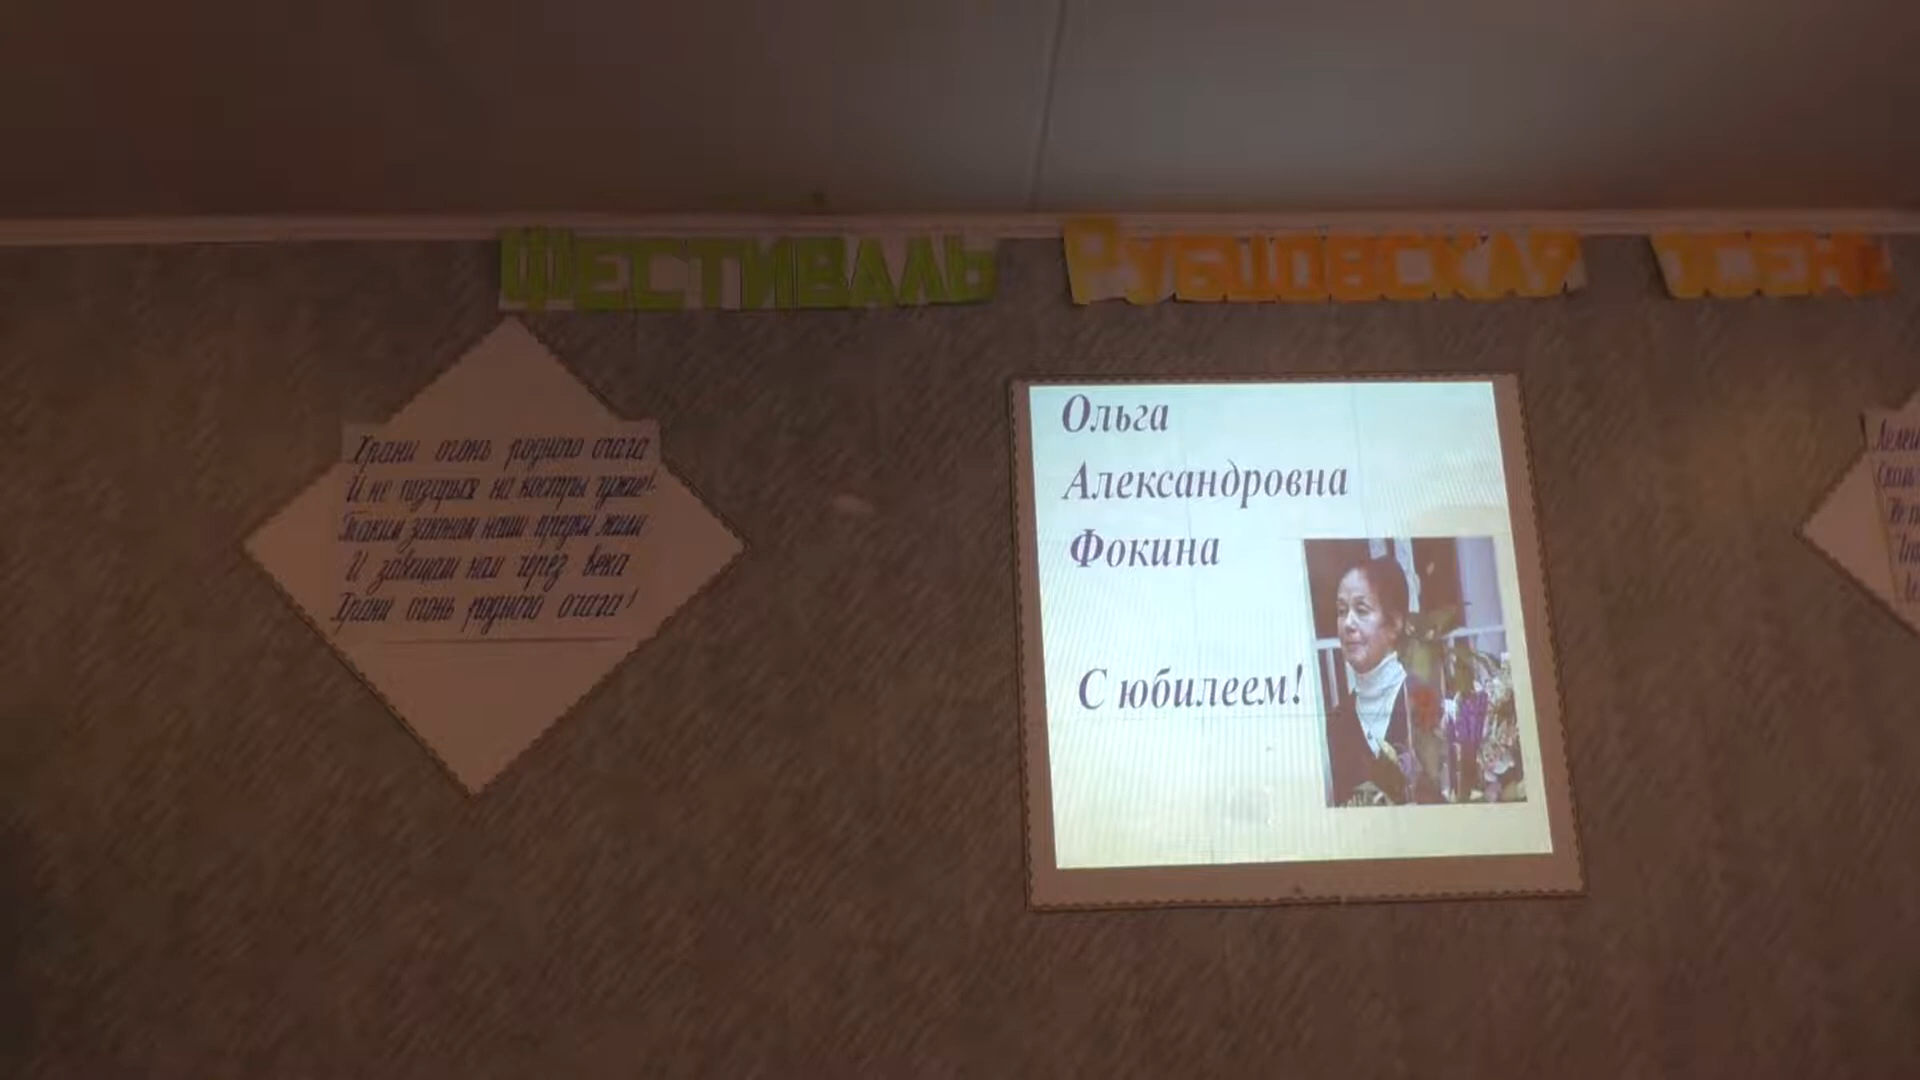 ФЕСТИВАЛЬ РУБЦОВСКАЯ ОСЕНЬ
Храни огонь родного очага
И не позарься на костры чужие!
Таким законом наши предки жили
И завещали нам через века
Храни огонь родного очага!
Ольга
Александровна
Фокина
С юбилеем!